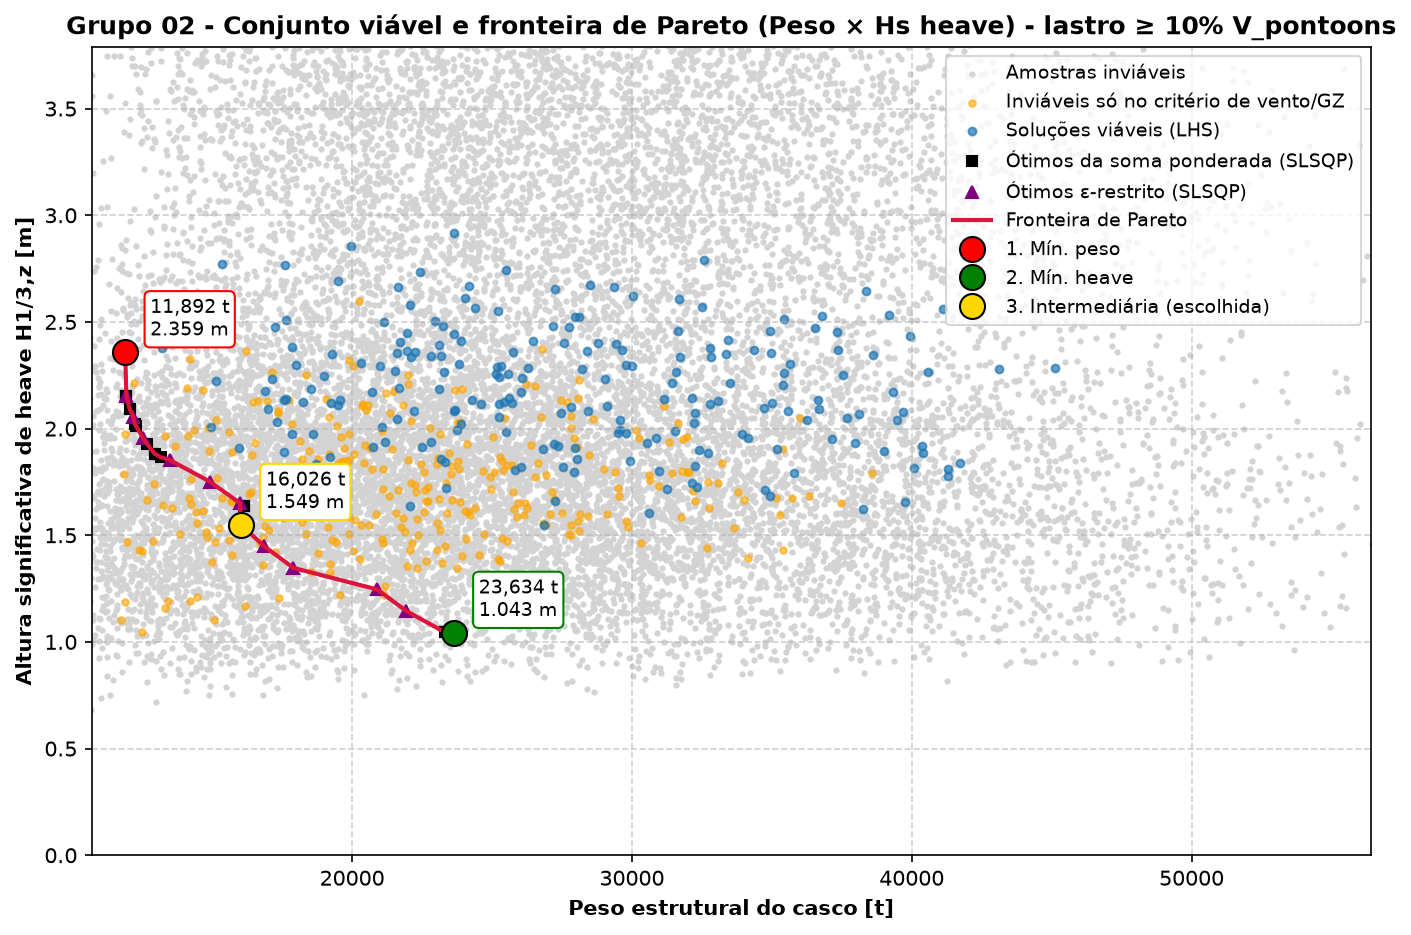 Grupo 02 - Conjunto viável e fronteira de Pareto (Peso × Hs heave) - lastro ≥ 10% V_pontoons
Altura significativa de heave H1/3,z [m]
3.5
3.0
2.5
2.0
1.5
1.0
0.5
0.0
Amostras inviáveis
Inviáveis só no critério de vento/GZ
Soluções viáveis (LHS)
Ótimos da soma ponderada (SLSQP)
Ótimos ε-restrito (SLSQP)
Fronteira de Pareto
1. Mín. peso
2. Mín. heave
3. Intermediária (escolhida)
11,892 t
2.359 m
16,026 t
1.549 m
23,634 t
1.043 m
20000
30000
40000
50000
Peso estrutural do casco [t]